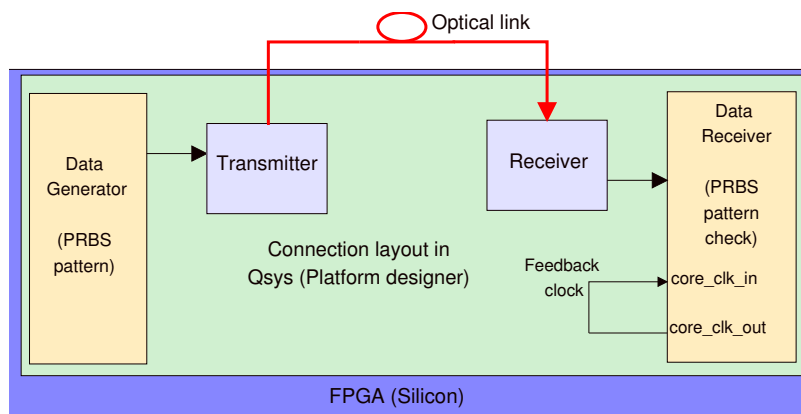 Optical link
Data
Generator
(PRBS
pattern)
Transmitter
Receiver
Data
Receiver
(PRBS
pattern
check)
Connection layout in
Qsys (Platform designer)
Feedback
clock
core_clk_in
core_clk_out
FPGA (Silicon)